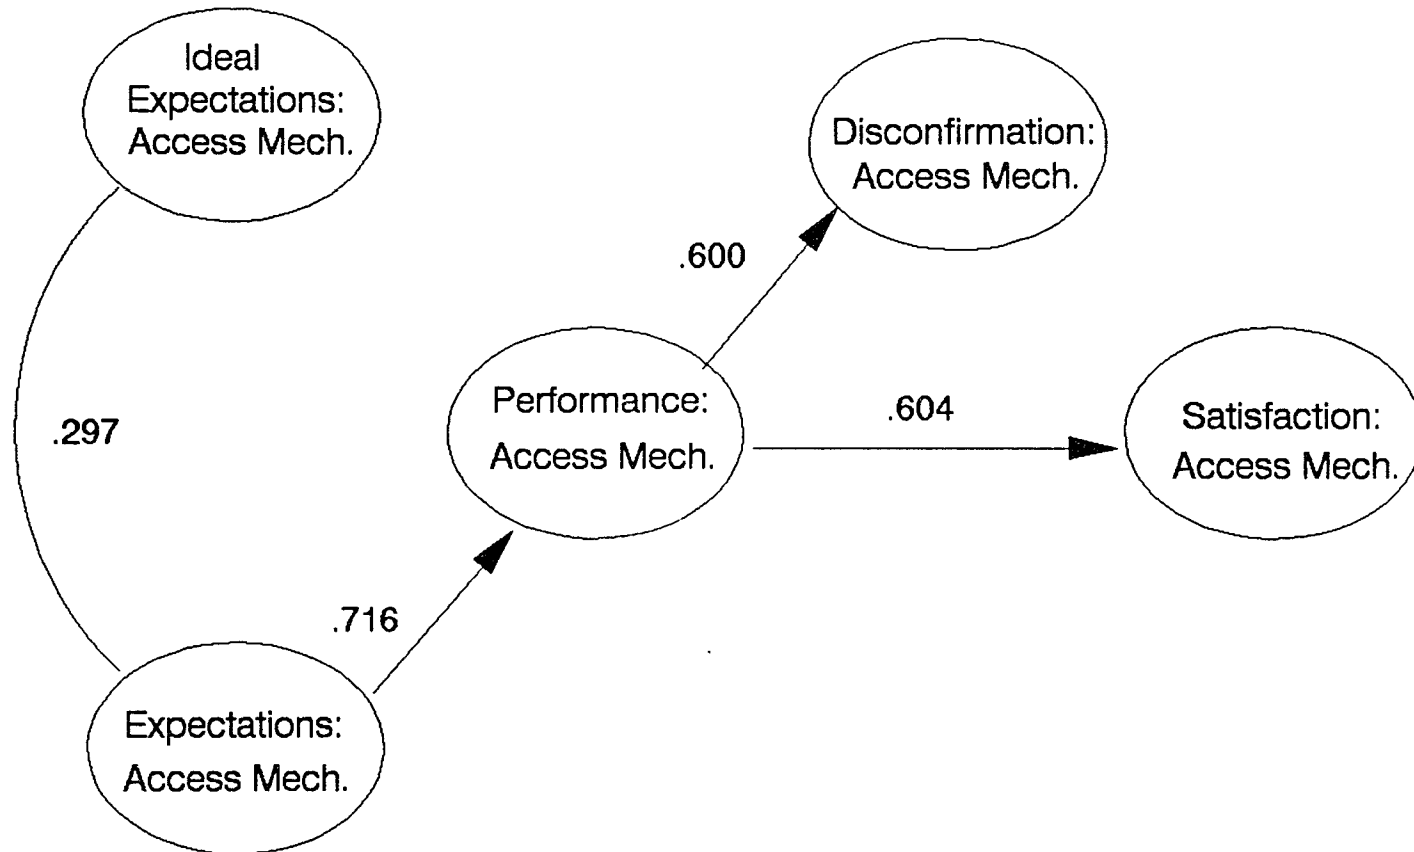 Ideal
Expectations:
Access Mech.
Disconfirmation:
Access Mech.
.600
Performance:
Access Mech.
.604
Satisfaction:
Access Mech.
.297
.716
Expectations:
Access Mech.